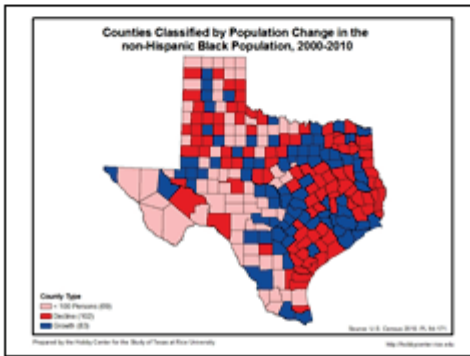 Counties Classified by Population Change in the
non-Hispanic Black Population, 2000-2010
County Type
< 100 Persons (69)
Decline (102)
Growth (83)
Source: U.S. Census 2010. PL 94-171.
Prepared by the Hobby Center for the Study of Texas at Rice University
http://hobbycenter.rice.edu